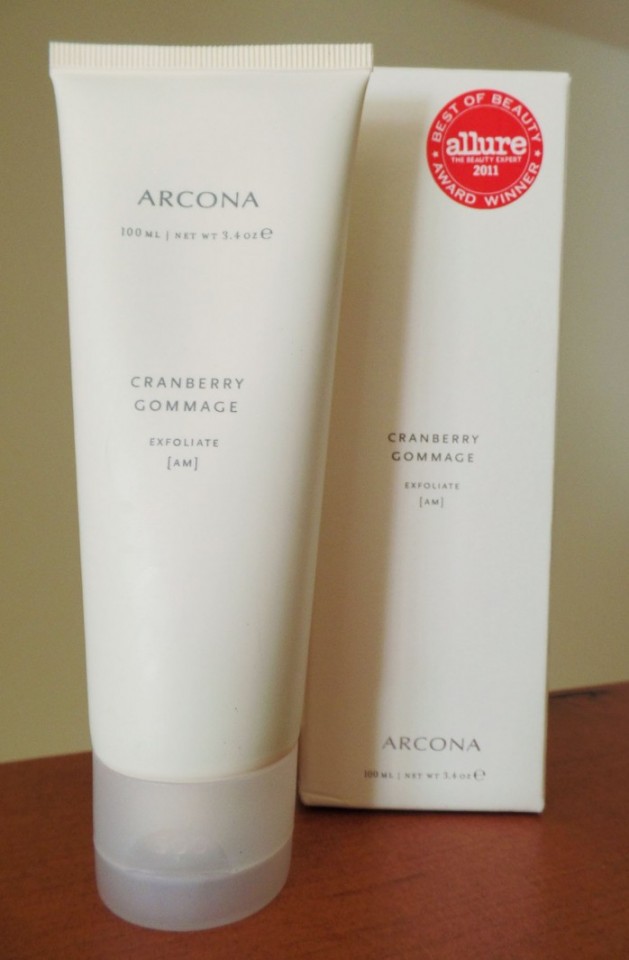 ARCONA
100 ML | NET WT 3.4 OZ ℮
CRANBERRY
GOMMAGE
EXFOLIATE
[AM]
BEST OF BEAUTY
allure
THE BEAUTY EXPERT
2011
AWARD WINNER
CRANBERRY
GOMMAGE
EXFOLIATE
[AM]
ARCONA
100 ML | NET WT 3.4 OZ ℮